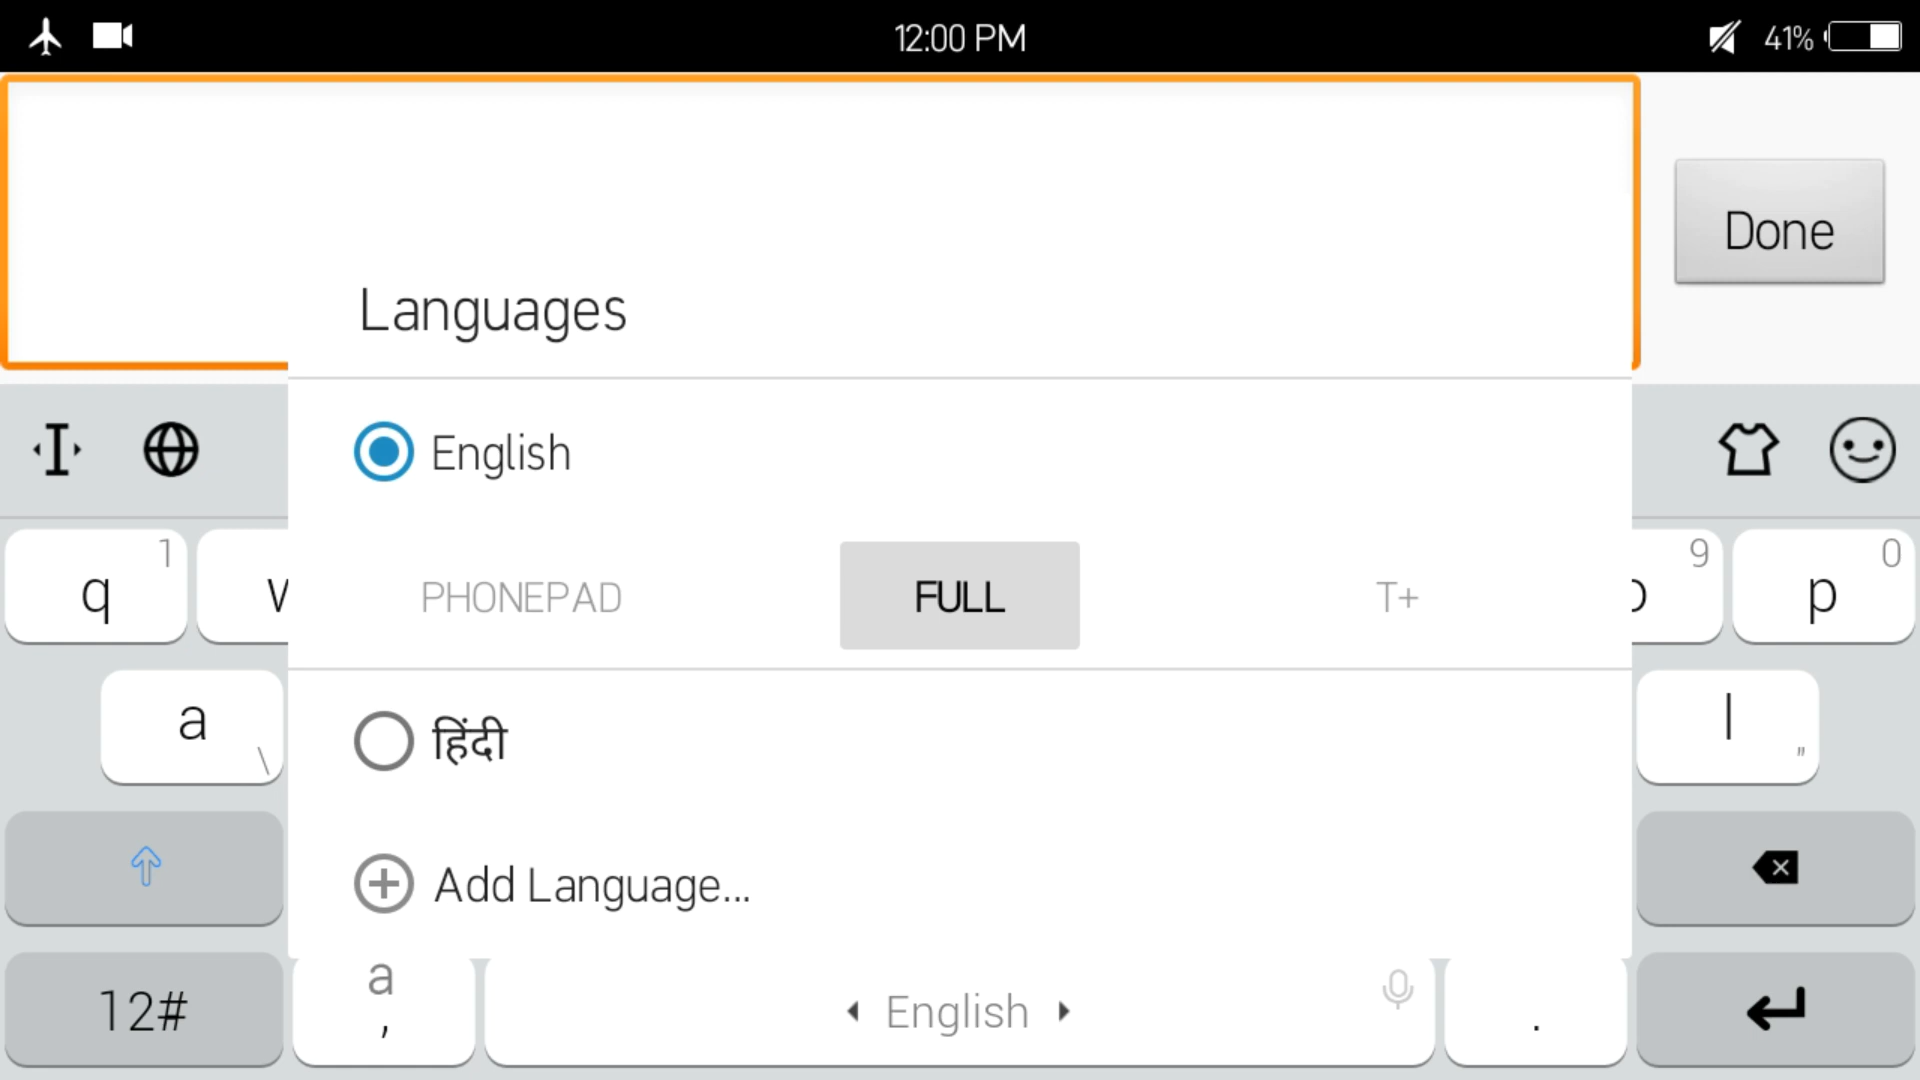 12:00 PM
41%
Done
Languages
English
PHONEPAD FULL T+
हिंदी
Add Language...
q 1
9
p 0
a \
l "
12#
a ,
English
.